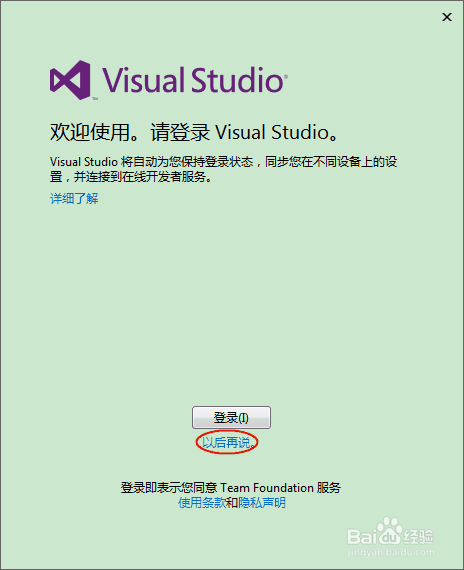 Visual Studio
欢迎使用。请登录 Visual Studio。
Visual Studio 将自动为您保持登录状态，同步您在不同设备上的设
置，并连接到在线开发者服务。
详细了解
登录(I)
以后再说。
登录即表示您同意 Team Foundation 服务
使用条款和隐私声明
Baidu 经验
jingyan.baidu.com